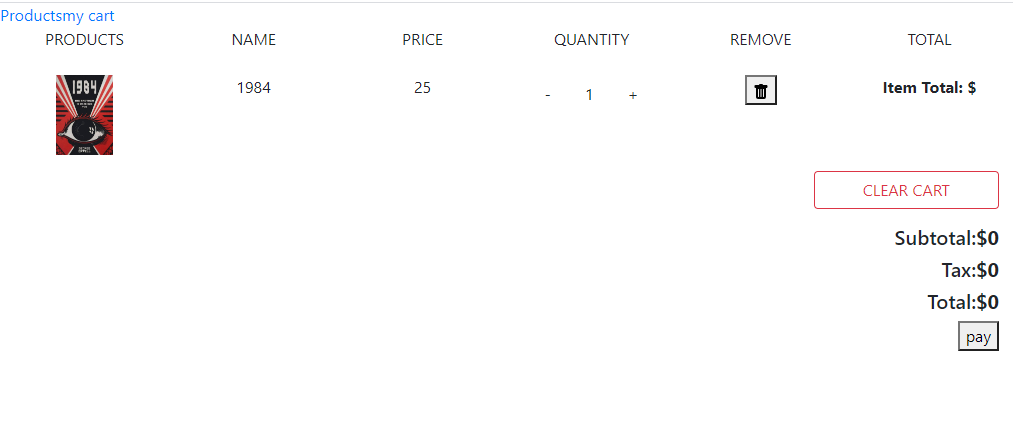 Productsmy cart
PRODUCTS NAME PRICE QUANTITY REMOVE TOTAL
1984 1984 25 - 1 + Item Total: $
CLEAR CART
Subtotal:$0
Tax:$0
Total:$0
pay